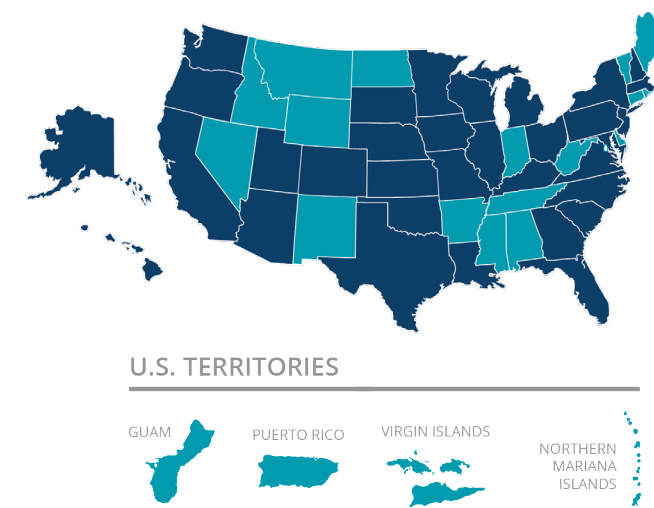 U.S. TERRITORIES
GUAM
PUERTO RICO
VIRGIN ISLANDS
NORTHERN
MARIANA
ISLANDS